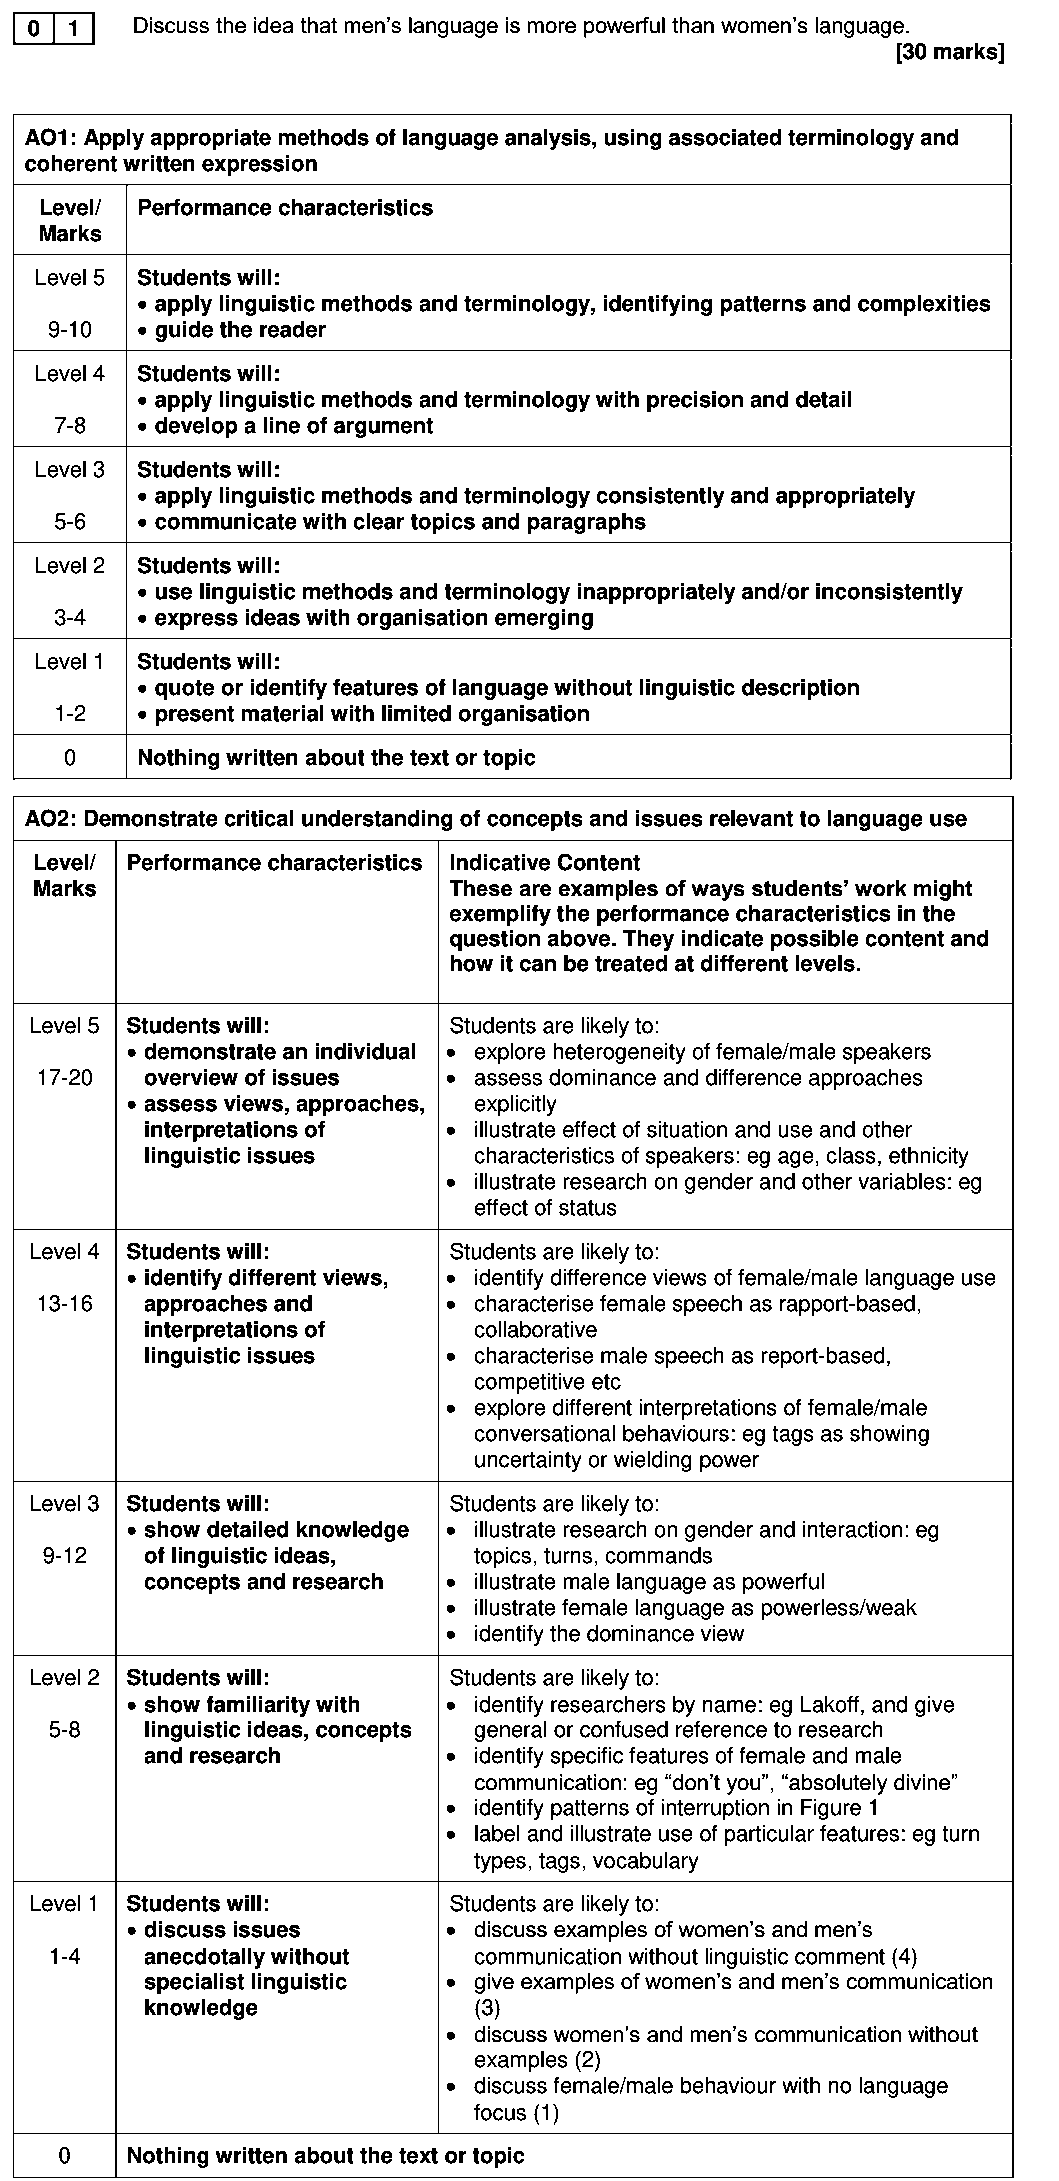 0 1 Discuss the idea that men's language is more powerful than women's language.
[30 marks]
AO1: Apply appropriate methods of language analysis, using associated terminology and
coherent written expression
Level/
Marks
Performance characteristics
Level 5
9-10
Students will:
• apply linguistic methods and terminology, identifying patterns and complexities
• guide the reader
Level 4
7-8
Students will:
• apply linguistic methods and terminology with precision and detail
• develop a line of argument
Level 3
5-6
Students will:
• apply linguistic methods and terminology consistently and appropriately
• communicate with clear topics and paragraphs
Level 2
3-4
Students will:
• use linguistic methods and terminology inappropriately and/or inconsistently
• express ideas with organisation emerging
Level 1
1-2
Students will:
• quote or identify features of language without linguistic description
• present material with limited organisation
0
Nothing written about the text or topic
AO2: Demonstrate critical understanding of concepts and issues relevant to language use
Level/
Marks
Performance characteristics
Indicative Content
These are examples of ways students' work might
exemplify the performance characteristics in the
question above. They indicate possible content and
how it can be treated at different levels.
Level 5
17-20
Students will:
• demonstrate an individual
overview of issues
• assess views, approaches,
interpretations of
linguistic issues
Students are likely to:
• explore heterogeneity of female/male speakers
• assess dominance and difference approaches
explicitly
• illustrate effect of situation and use and other
characteristics of speakers: eg age, class, ethnicity
• illustrate research on gender and other variables: eg
effect of status
Level 4
13-16
Students will:
• identify different views,
approaches and
interpretations of
linguistic issues
Students are likely to:
• identify difference views of female/male language use
• characterise female speech as rapport-based,
collaborative
• characterise male speech as report-based,
competitive etc
• explore different interpretations of female/male
conversational behaviours: eg tags as showing
uncertainty or wielding power
Level 3
9-12
Students will:
• show detailed knowledge
of linguistic ideas,
concepts and research
Students are likely to:
• illustrate research on gender and interaction: eg
topics, turns, commands
• illustrate male language as powerful
• illustrate female language as powerless/weak
• identify the dominance view
Level 2
5-8
Students will:
• show familiarity with
linguistic ideas, concepts
and research
Students are likely to:
• identify researchers by name: eg Lakoff, and give
general or confused reference to research
• identify specific features of female and male
communication: eg "don't you", "absolutely divine"
• identify patterns of interruption in Figure 1
• label and illustrate use of particular features: eg turn
types, tags, vocabulary
Level 1
1-4
Students will:
• discuss issues
anecdotally without
specialist linguistic
knowledge
Students are likely to:
• discuss examples of women's and men's
communication without linguistic comment (4)
• give examples of women's and men's communication
(3)
• discuss women's and men's communication without
examples (2)
• discuss female/male behaviour with no language
focus (1)
0
Nothing written about the text or topic